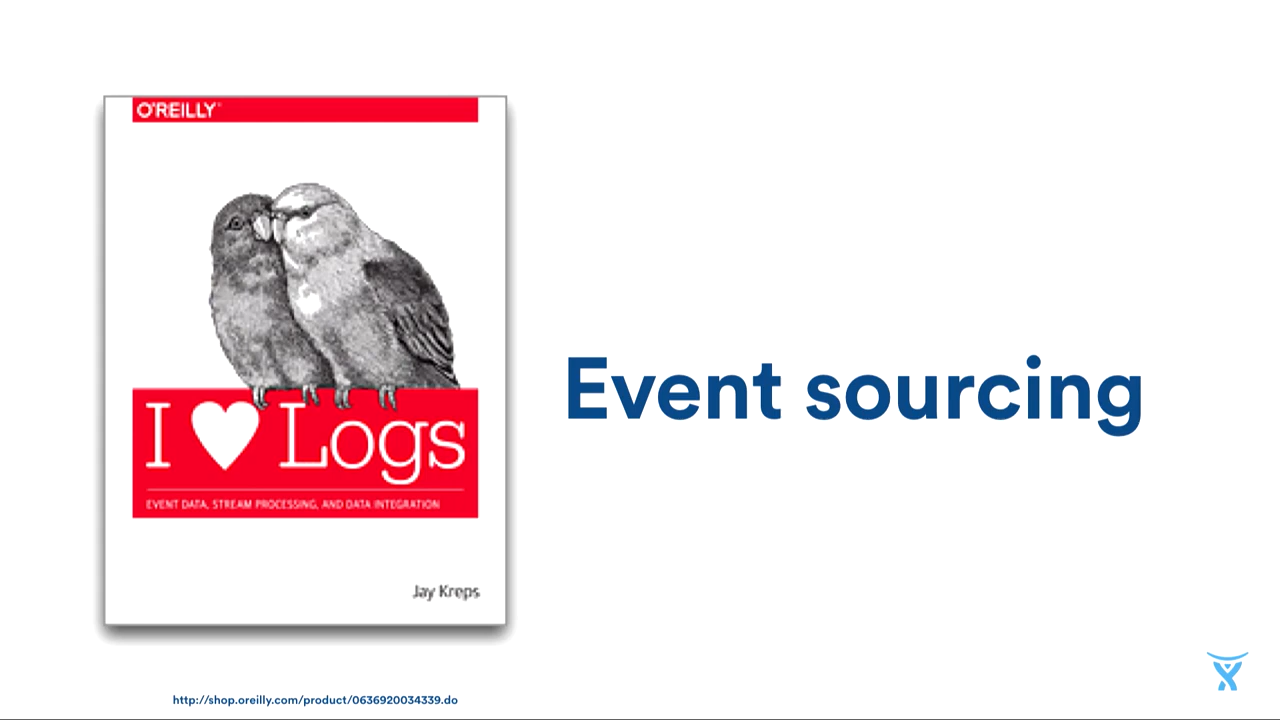 O'REILLY
I ♥ Logs
EVENT DATA, STREAM PROCESSING, AND DATA INTEGRATION
Jay Kreps
Event sourcing
http://shop.oreilly.com/product/0636920034339.do